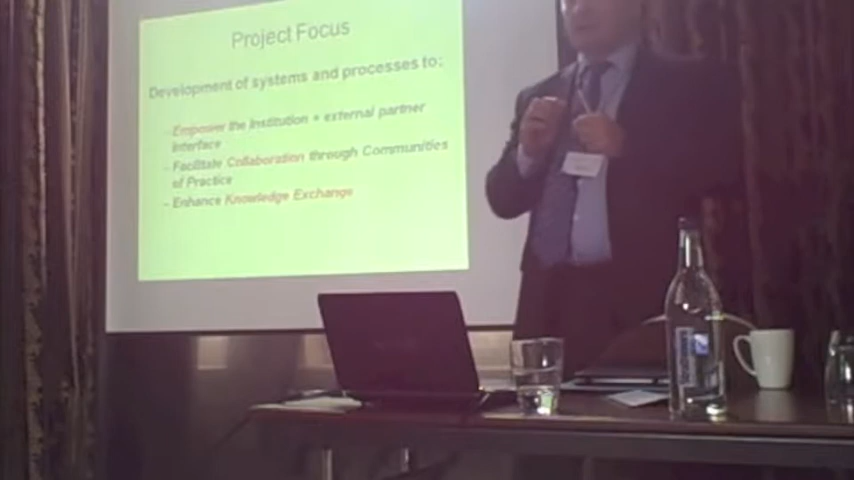 Project Focus
Development of systems and processes to:
- Empower the Institution + external partner
Interface
- Facilitate Collaboration through Communities
of Practice
- Enhance Knowledge Exchange